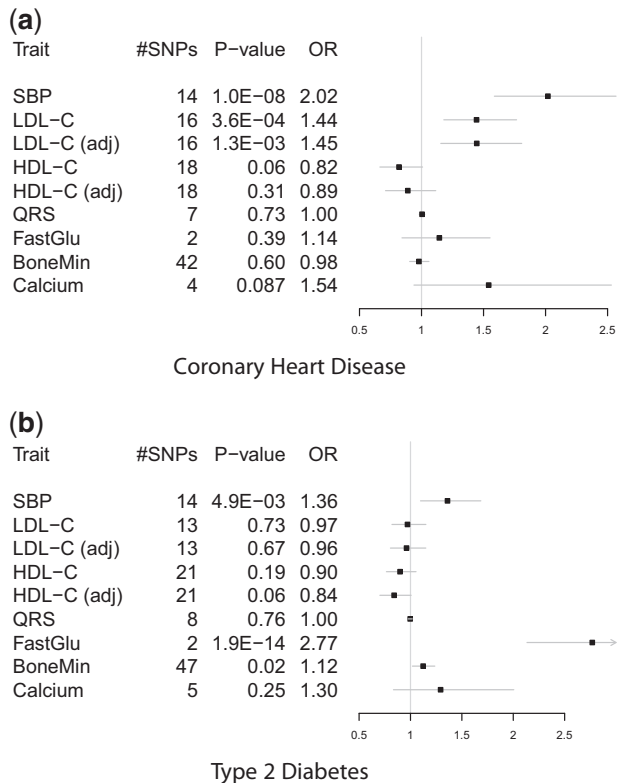 (a)
Trait #SNPs P−value OR
SBP 14 1.0E−08 2.02
LDL−C 16 3.6E−04 1.44
LDL−C (adj) 16 1.3E−03 1.45
HDL−C 18 0.06 0.82
HDL−C (adj) 18 0.31 0.89
QRS 7 0.73 1.00
FastGlu 2 0.39 1.14
BoneMin 42 0.60 0.98
Calcium 4 0.087 1.54
0.5 1 1.5 2 2.5
Coronary Heart Disease
(b)
Trait #SNPs P−value OR
SBP 14 4.9E−03 1.36
LDL−C 13 0.73 0.97
LDL−C (adj) 13 0.67 0.96
HDL−C 21 0.19 0.90
HDL−C (adj) 21 0.06 0.84
QRS 8 0.76 1.00
FastGlu 2 1.9E−14 2.77
BoneMin 47 0.02 1.12
Calcium 5 0.25 1.30
0.5 1 1.5 2 2.5
Type 2 Diabetes